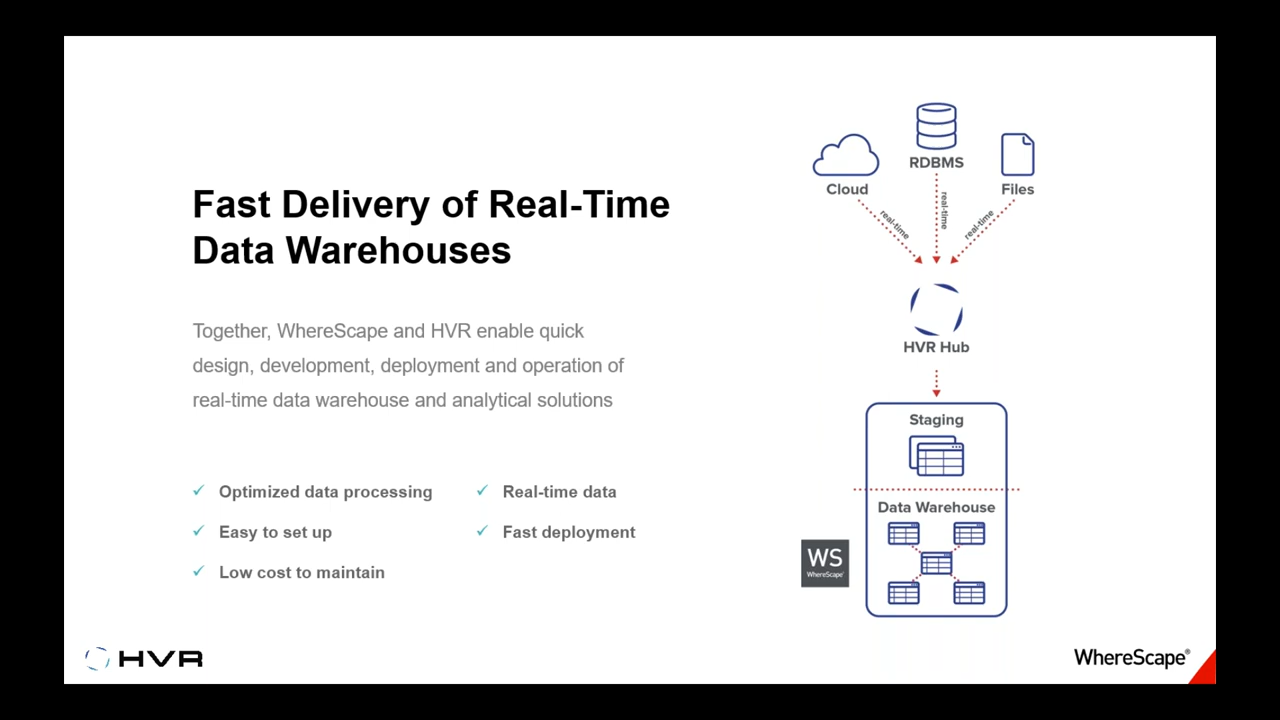 Fast Delivery of Real-Time
Data Warehouses
Together, WhereScape and HVR enable quick
design, development, deployment and operation of
real-time data warehouse and analytical solutions
Optimized data processing
Easy to set up
Low cost to maintain
Real-time data
Fast deployment
RDBMS
Cloud
Files
real-time
real-time
real-time
HVR Hub
Staging
Data Warehouse
WS
WhereScape®
HVR
WhereScape®